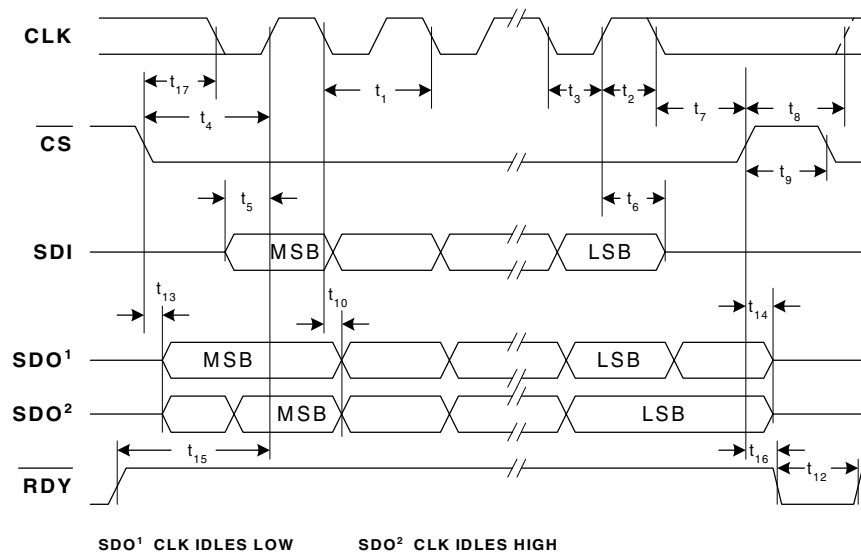 CLK
t17
t1
t3
t2
t4
t7
t8
CS
t9
t5
t6
SDI
MSB
LSB
t13
t10
t14
SDO¹
MSB
LSB
SDO²
MSB
LSB
t15
t16
t12
RDY
SDO¹ CLK IDLES LOW
SDO² CLK IDLES HIGH